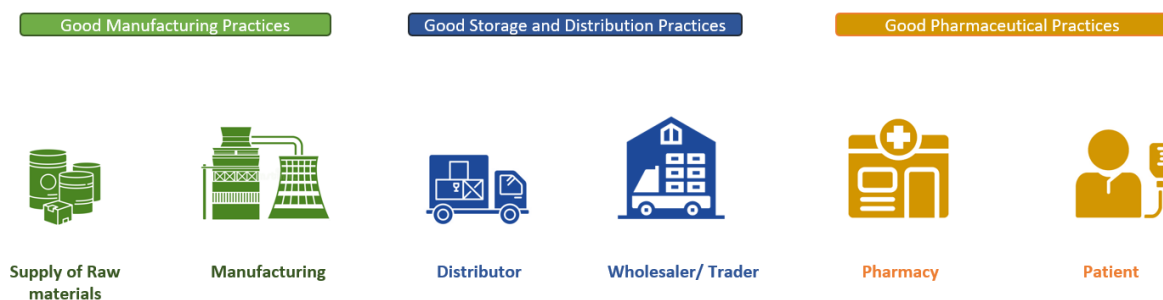 Good Manufacturing Practices
Good Storage and Distribution Practices
Good Pharmaceutical Practices
Supply of Raw
materials
Manufacturing
Distributor
Wholesaler/ Trader
Pharmacy
Patient